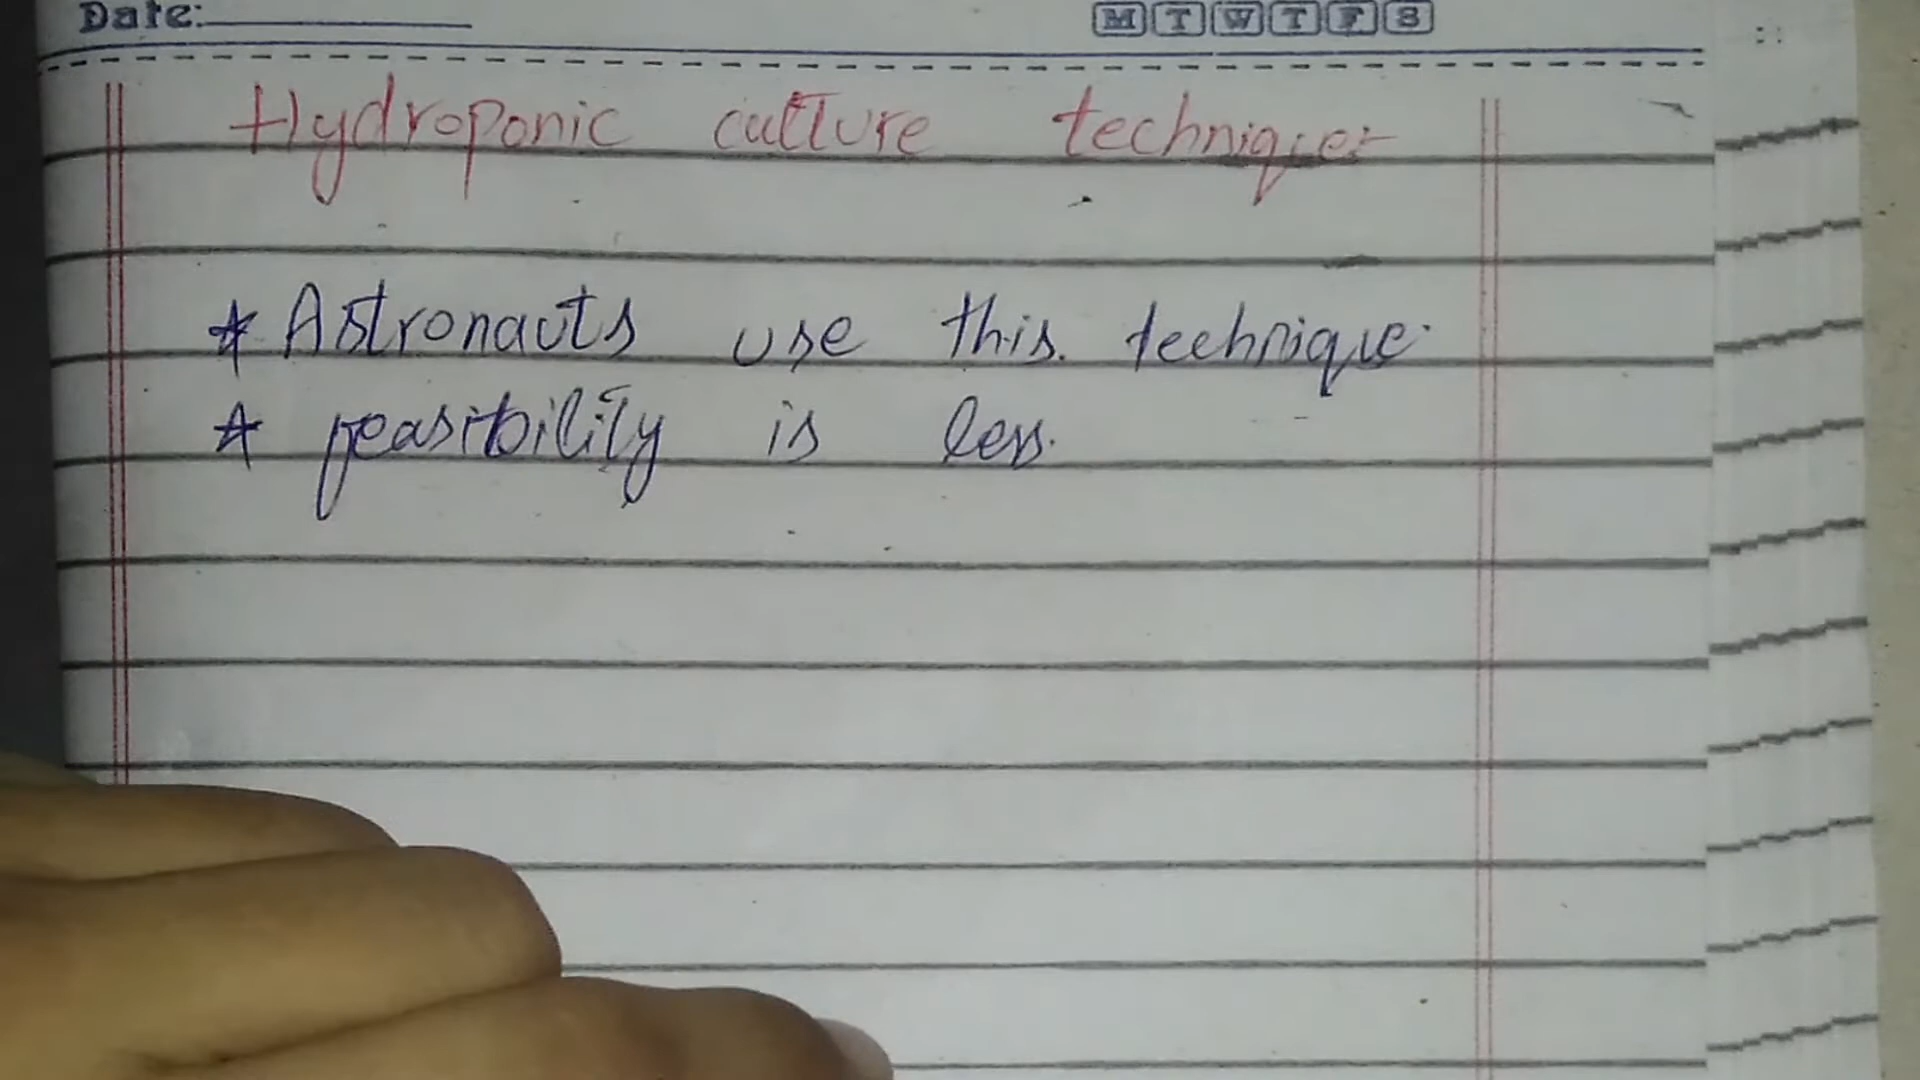 Date:
M T W T F S
Hydroponic culture technique:-
* Astronauts use this technique.
* feasibility is less.